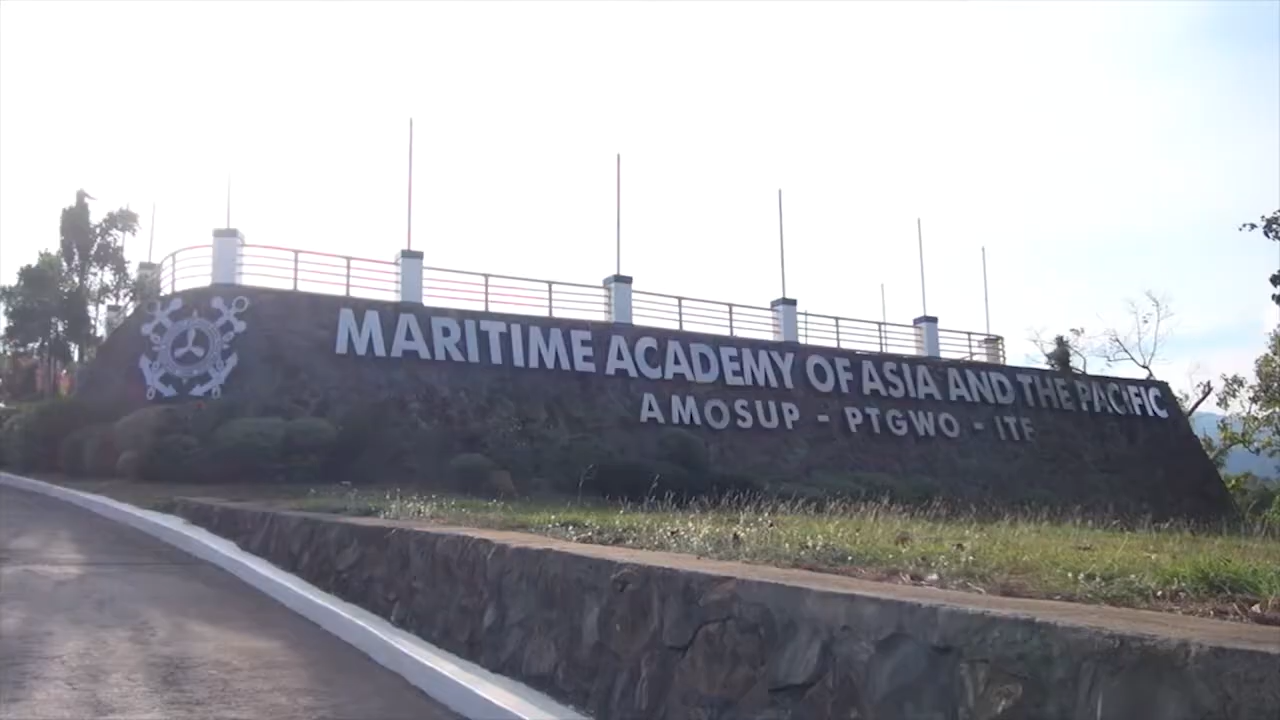 MARITIME ACADEMY OF ASIA AND THE PACIFIC
AMOSUP - PTGWO - ITF